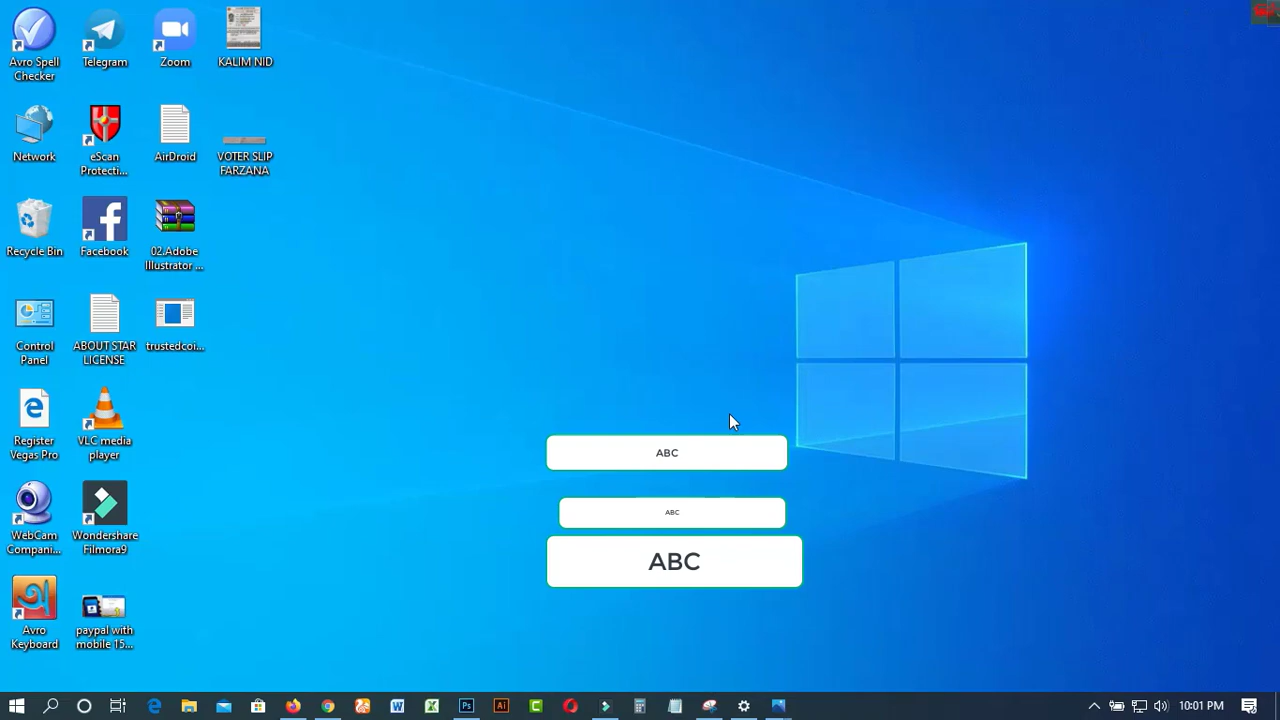 Avro Spell
Checker
Telegram
Zoom
KALIM NID
Network
eScan
Protecti...
AirDroid
VOTER SLIP
FARZANA
Recycle Bin
Facebook
02.Adobe
Illustrator ...
Control
Panel
ABOUT STAR
LICENSE
trustedcoi...
Register
Vegas Pro
VLC media
player
WebCam
Compani...
Wondershare
Filmora9
Avro
Keyboard
paypal with
mobile 15...
ABC
ABC
ABC
10:01 PM